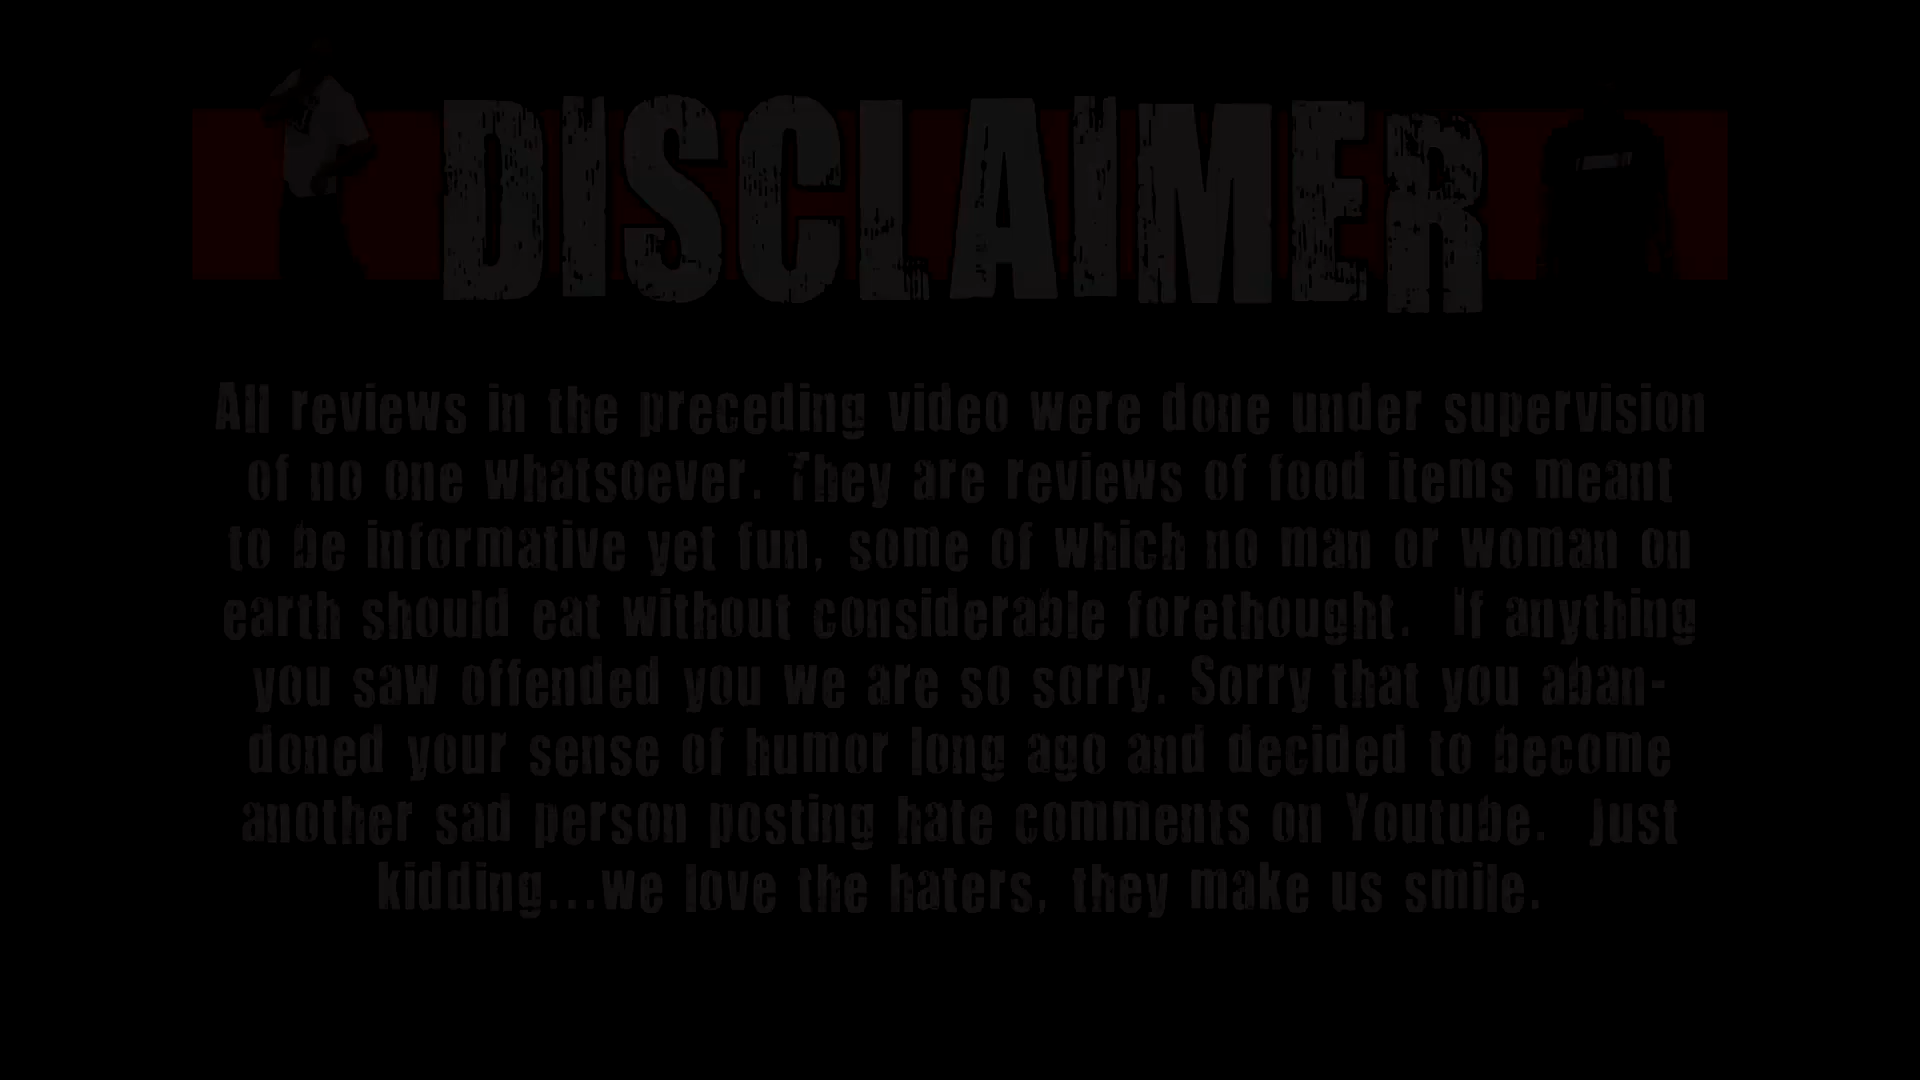 DISCLAIMER
All reviews in the preceding video were done under supervision
of no one whatsoever. They are reviews of food items meant
to be informative yet fun, some of which no man or woman on
earth should eat without considerable forethought. If anything
you saw offended you we are so sorry. Sorry that you aban-
doned your sense of humor long ago and decided to become
another sad person posting hate comments on Youtube. Just
kidding...we love the haters, they make us smile.